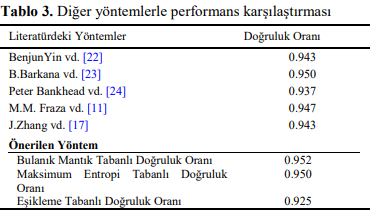 Tablo 3. Diğer yöntemlerle performans karşılaştırması
Literatürdeki Yöntemler Doğruluk Oranı
BenjunYin vd. [22] 0.943
B.Barkana vd. [23] 0.950
Peter Bankhead vd. [24] 0.937
M.M. Fraza vd. [11] 0.947
J.Zhang vd. [17] 0.943
Önerilen Yöntem
Bulanık Mantık Tabanlı Doğruluk Oranı 0.952
Maksimum Entropi Tabanlı Doğruluk 0.950
Oranı
Eşikleme Tabanlı Doğruluk Oranı 0.925